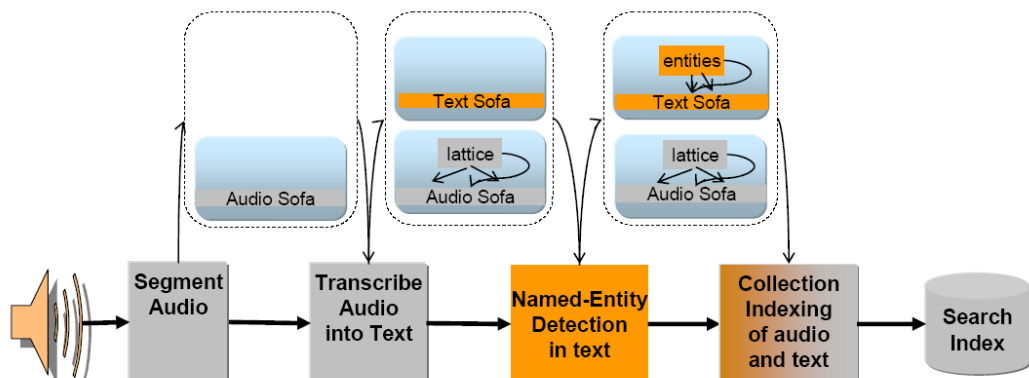 entities
Text Sofa
Text Sofa
lattice
lattice
Audio Sofa
Audio Sofa
Audio Sofa
Segment
Audio
Transcribe
Audio
into Text
Named-Entity
Detection
in text
Collection
Indexing
of audio
and text
Search
Index